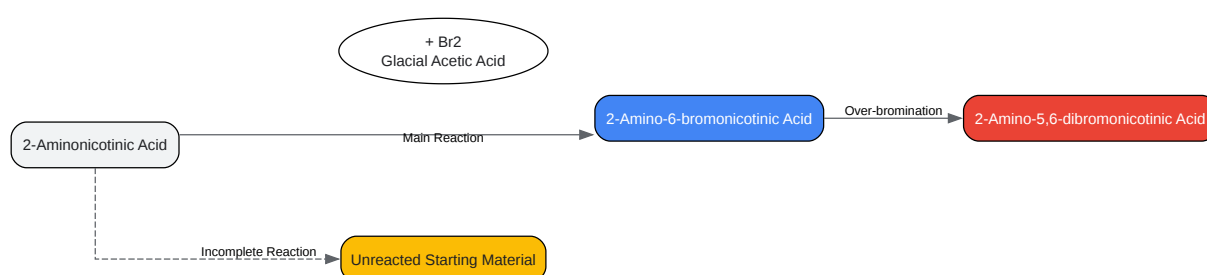 + Br2
Glacial Acetic Acid
2-Amino-6-bromonicotinic Acid
Over-bromination
2-Amino-5,6-dibromonicotinic Acid
2-Aminonicotinic Acid
Main Reaction
Incomplete Reaction
Unreacted Starting Material